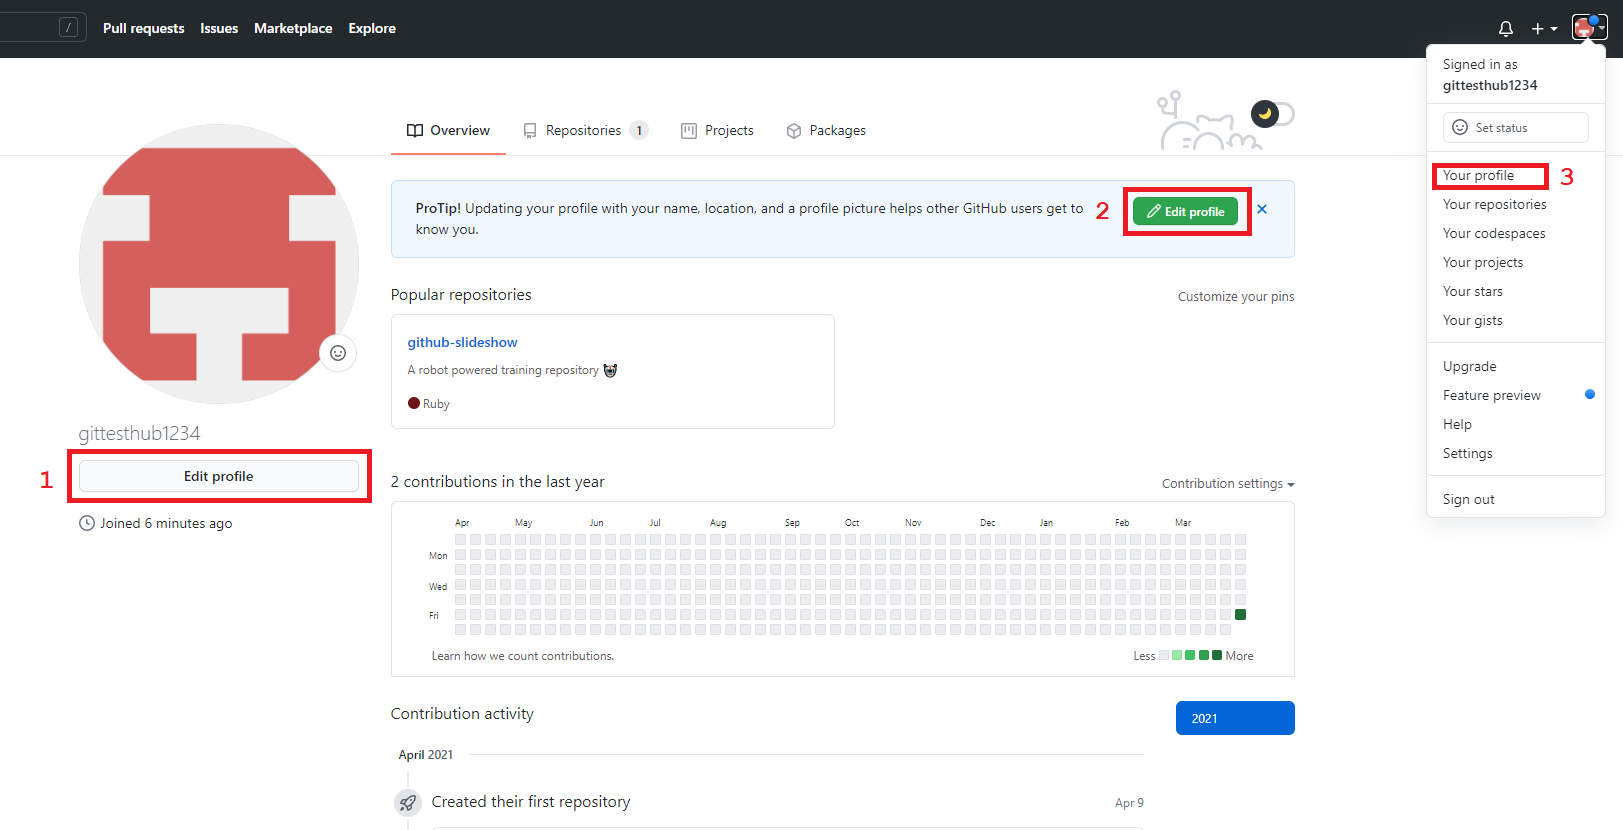 /
Pull requests
Issues
Marketplace
Explore
Signed in as
gittesthub1234
Set status
Your profile
3
Your repositories
Your codespaces
Your projects
Your stars
Your gists
Upgrade
Feature preview
Help
Settings
Sign out
Overview
Repositories 1
Projects
Packages
ProTip! Updating your profile with your name, location, and a profile picture helps other GitHub users get to
know you.
2
Edit profile
gittesthub1234
1
Edit profile
Joined 6 minutes ago
Popular repositories
Customize your pins
github-slideshow
A robot powered training repository
Ruby
2 contributions in the last year
Contribution settings
Apr May Jun Jul Aug Sep Oct Nov Dec Jan Feb Mar
Mon
Wed
Fri
Learn how we count contributions.
Less More
Contribution activity
2021
April 2021
Created their first repository
Apr 9